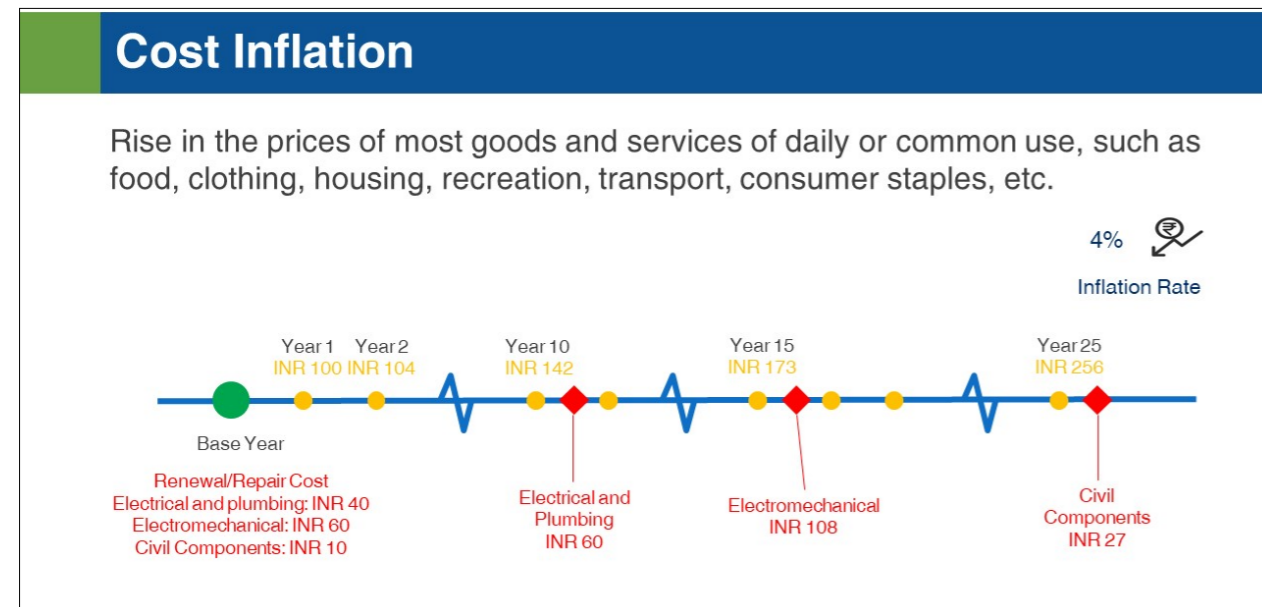 Cost Inflation
Rise in the prices of most goods and services of daily or common use, such as
food, clothing, housing, recreation, transport, consumer staples, etc.
4%
₹
Inflation Rate
Year 1 Year 2 Year 10 Year 15 Year 25
INR 100 INR 104 INR 142 INR 173 INR 256
Base Year
Renewal/Repair Cost
Electrical and plumbing: INR 40
Electromechanical: INR 60
Civil Components: INR 10
Electrical and
Plumbing
INR 60
Electromechanical
INR 108
Civil
Components
INR 27